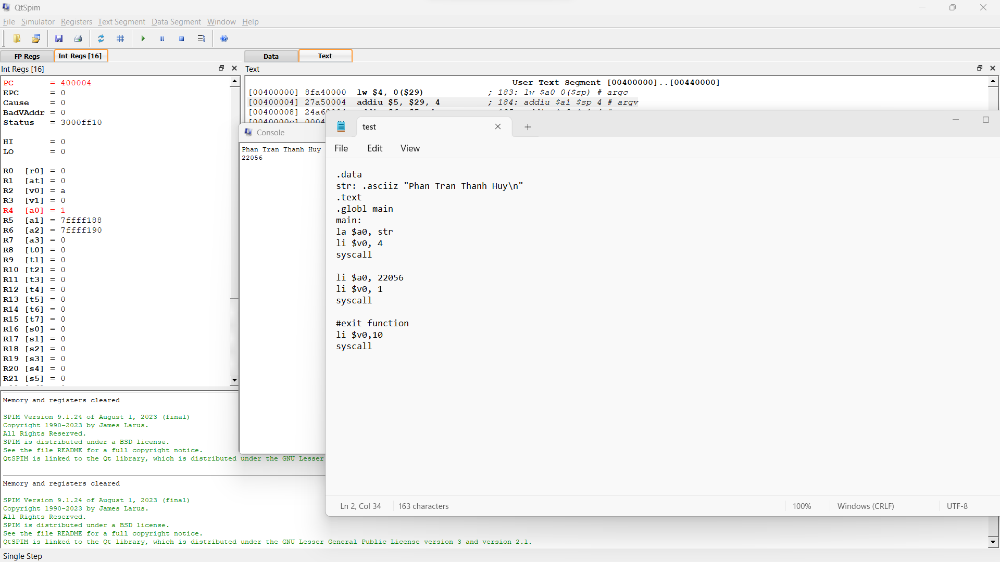 QtSpim
File Simulator Registers Text Segment Data Segment Window Help
FP Regs Int Regs [16]
Data Text
Int Regs [16]
Text
PC = 400004
EPC = 0
Cause = 0
BadVAddr = 0
Status = 3000ff10
HI = 0
LO = 0
R0 [r0] = 0
R1 [at] = 0
R2 [v0] = a
R3 [v1] = 0
R4 [a0] = 1
R5 [a1] = 7ffff188
R6 [a2] = 7ffff190
R7 [a3] = 0
R8 [t0] = 0
R9 [t1] = 0
R10 [t2] = 0
R11 [t3] = 0
R12 [t4] = 0
R13 [t5] = 0
R14 [t6] = 0
R15 [t7] = 0
R16 [s0] = 0
R17 [s1] = 0
R18 [s2] = 0
R19 [s3] = 0
R20 [s4] = 0
R21 [s5] = 0
User Text Segment [00400000]..[00440000]
[00400000] 8fa40000 lw $4, 0($29) ; 183: lw $a0 0($sp) # argc
[00400004] 27a50004 addiu $5, $29, 4 ; 184: addiu $a1 $sp 4 # argv
[00400008]
Console
Phan Tran Thanh Huy
22056
test
File Edit View
.data
str: .asciiz "Phan Tran Thanh Huy\n"
.text
.globl main
main:
la $a0, str
li $v0, 4
syscall
li $a0, 22056
li $v0, 1
syscall
#exit function
li $v0,10
syscall
Ln 2, Col 34 163 characters 100% Windows (CRLF) UTF-8
Memory and registers cleared
SPIM Version 9.1.24 of August 1, 2023 (final)
Copyright 1990-2023 by James Larus.
All Rights Reserved.
SPIM is distributed under a BSD license.
See the file README for a full copyright notice.
QtSPIM is linked to the Qt library, which is distributed under the GNU Lesser
Memory and registers cleared
SPIM Version 9.1.24 of August 1, 2023 (final)
Copyright 1990-2023 by James Larus.
All Rights Reserved.
SPIM is distributed under a BSD license.
See the file README for a full copyright notice.
QtSPIM is linked to the Qt library, which is distributed under the GNU Lesser General Public License version 3 and version 2.1.
Single Step